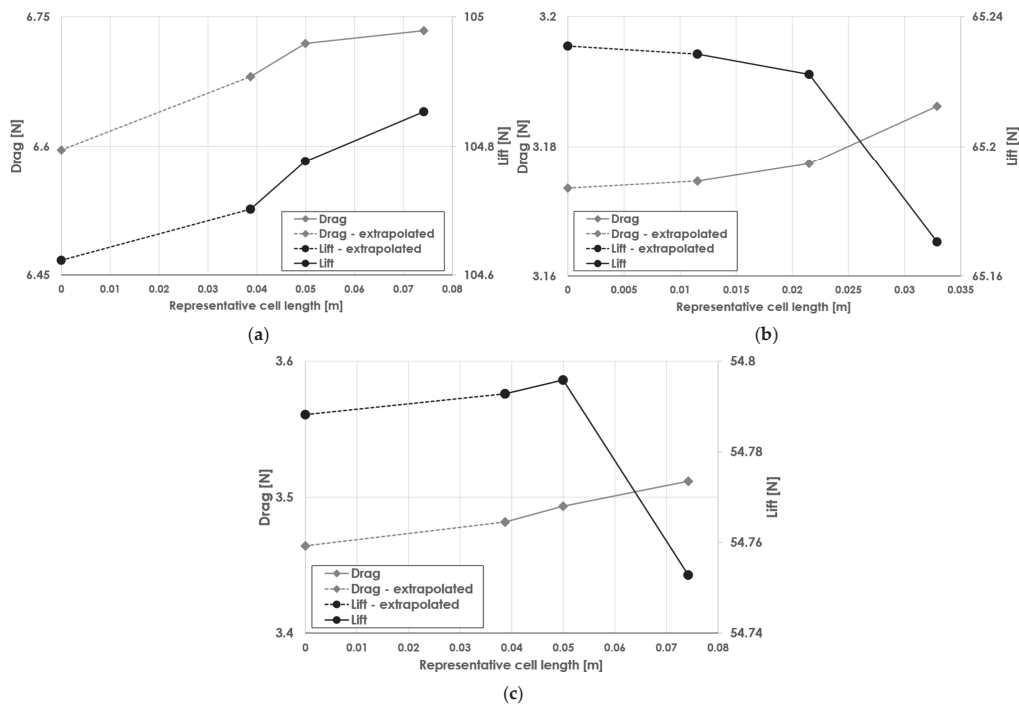 6.75
105
6.6
104.8
6.45
104.6
Drag [N]
Lift [N]
Drag
Drag - extrapolated
Lift - extrapolated
Lift
0 0.01 0.02 0.03 0.04 0.05 0.06 0.07 0.08
Representative cell length [m]
(a)
3.2
65.24
3.18
65.2
3.16
65.16
Drag [N]
Lift [N]
Drag
Drag - extrapolated
Lift - extrapolated
Lift
0 0.005 0.01 0.015 0.02 0.025 0.03 0.035
Representative cell length [m]
(b)
3.6
54.8
54.78
3.5
54.76
3.4
54.74
Drag [N]
Lift [N]
Drag
Drag - extrapolated
Lift - extrapolated
Lift
0 0.01 0.02 0.03 0.04 0.05 0.06 0.07 0.08
Representative cell length [m]
(c)